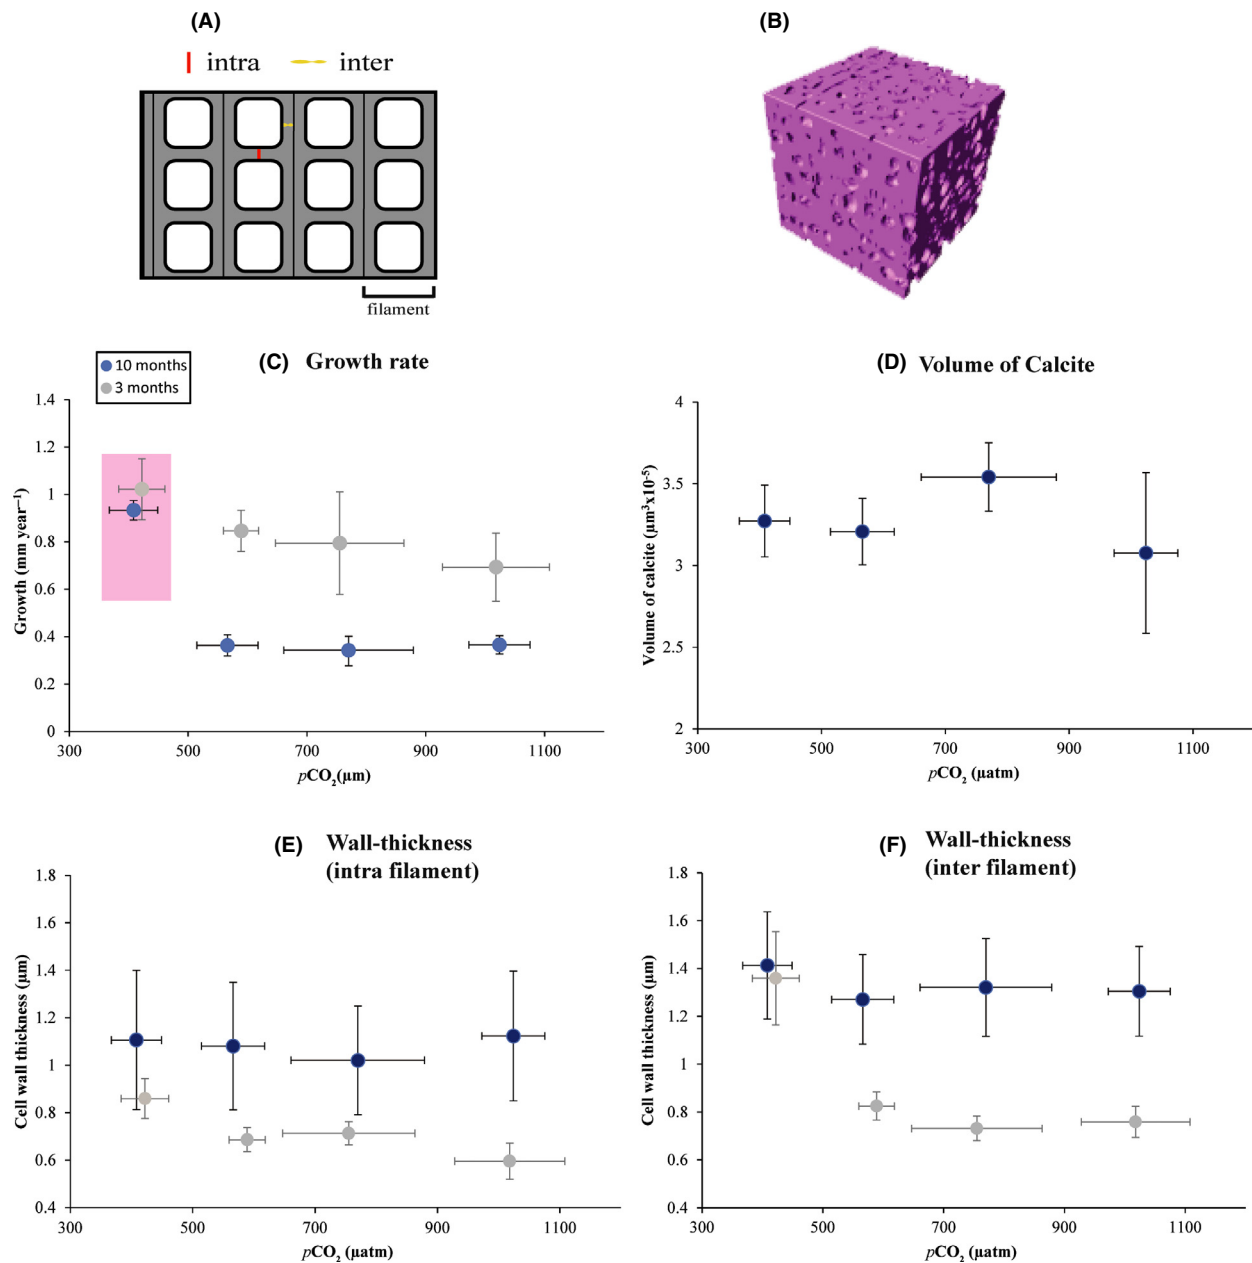 (A)
(B)
intra inter
filament
10 months
3 months
(C) Growth rate
1.4
1.2
1
0.8
0.6
0.4
0.2
0
Growth (mm year⁻¹)
300 500 700 900 1100
pCO₂(μm)
(D) Volume of Calcite
4
3.5
3
2.5
2
Volume of calcite (μm³x10⁻⁵)
300 500 700 900 1100
pCO₂ (μatm)
(E) Wall-thickness
(intra filament)
1.8
1.6
1.4
1.2
1
0.8
0.6
0.4
Cell wall thickness (μm)
300 500 700 900 1100
pCO₂ (μatm)
(F) Wall-thickness
(inter filament)
1.8
1.6
1.4
1.2
1
0.8
0.6
0.4
Cell wall thickness (μm)
300 500 700 900 1100
pCO₂ (μatm)